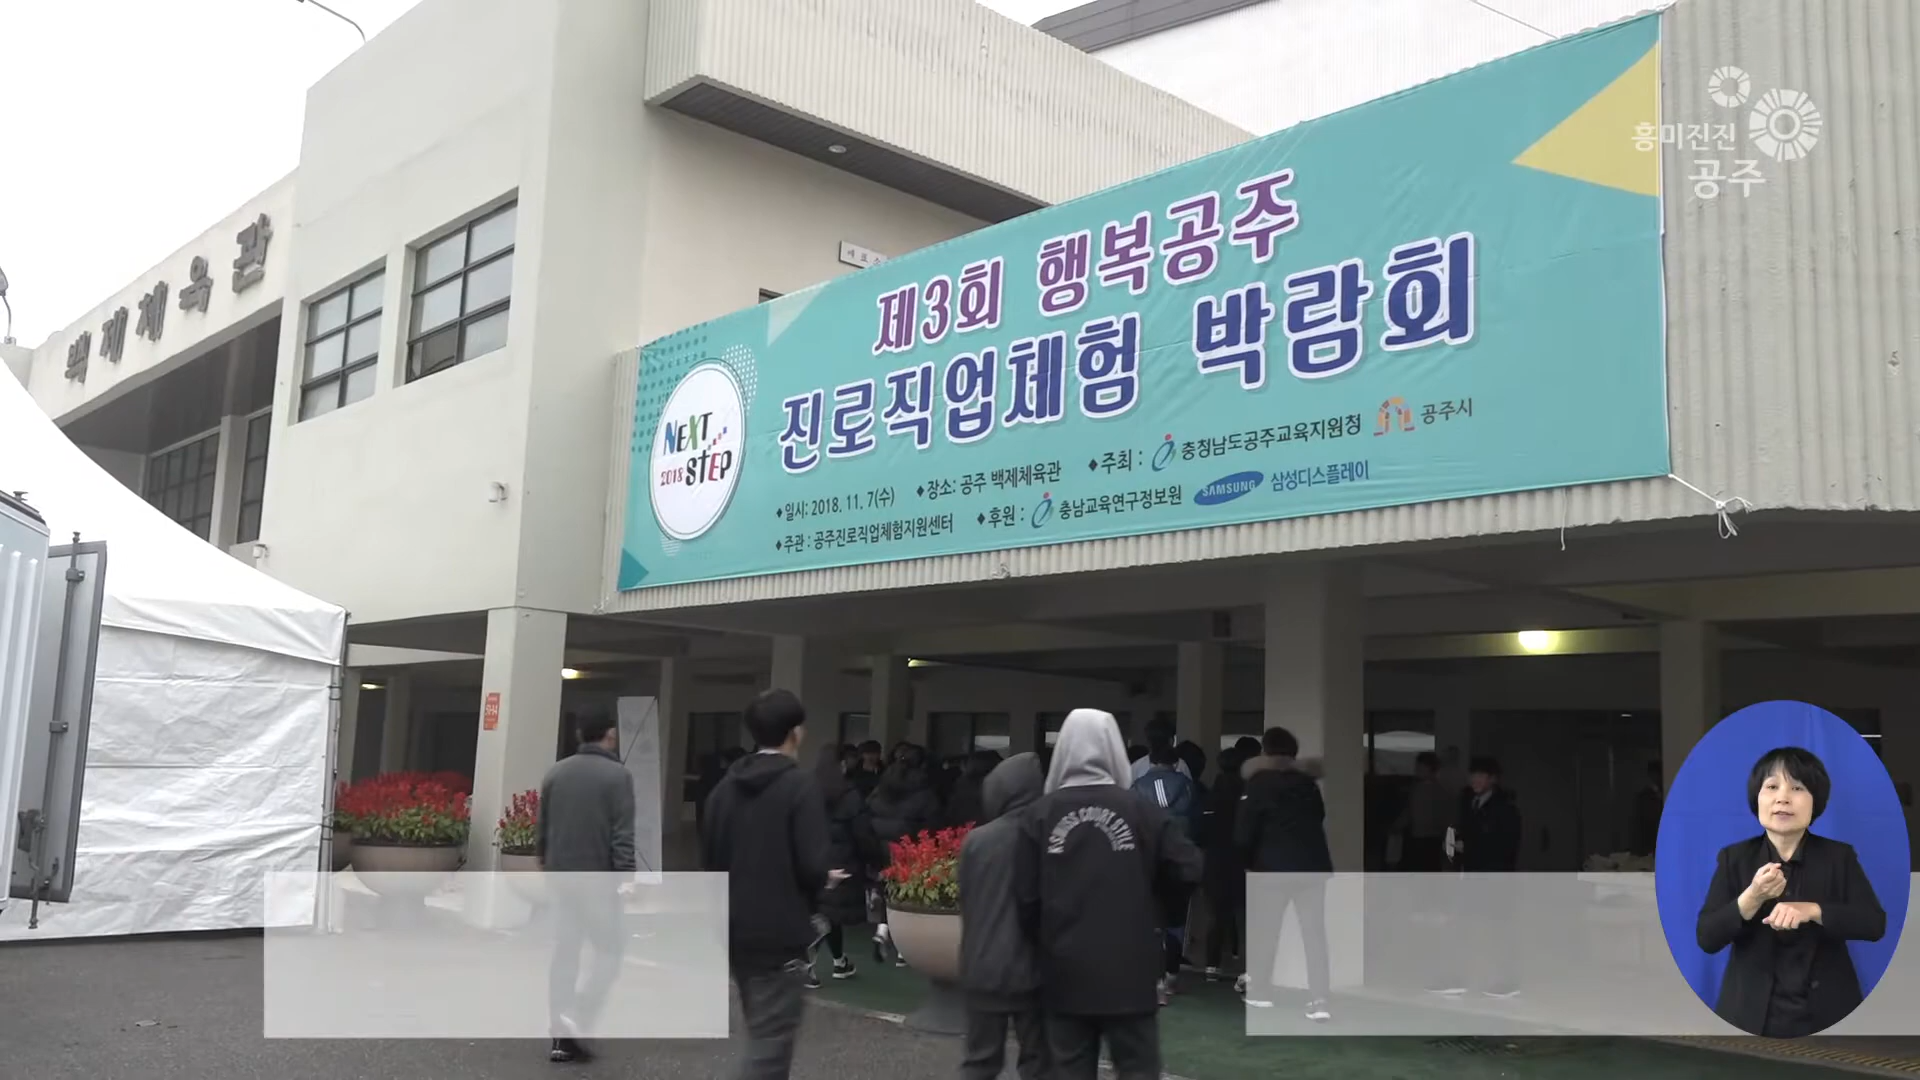 흥미진진
공주
백제체육관
제3회 행복공주
진로직업체험 박람회
NEXT
2018 STEP
♦일시: 2018. 11. 7(수) ♦장소: 공주 백제체육관 ♦주최 : 충청남도공주교육지원청 공주시
♦주관 : 공주진로직업체험지원센터 ♦후원 : 충남교육연구정보원 SAMSUNG 삼성디스플레이
K·SWISS COURT STYLE